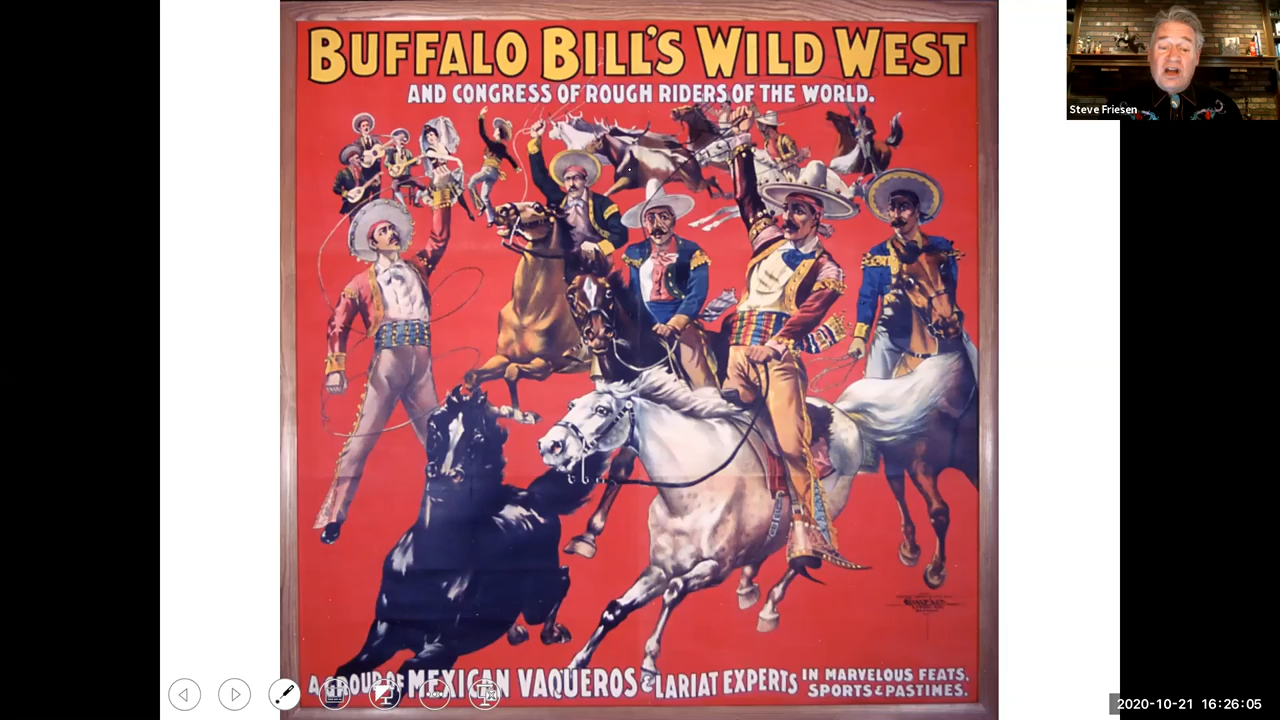 BUFFALO BILL'S WILD WEST
AND CONGRESS OF ROUGH RIDERS OF THE WORLD.
Steve Friesen
A GROUP OF MEXICAN VAQUEROS & LARIAT EXPERTS IN MARVELOUS FEATS, SPORTS & PASTIMES.
2020-10-21 16:26:05